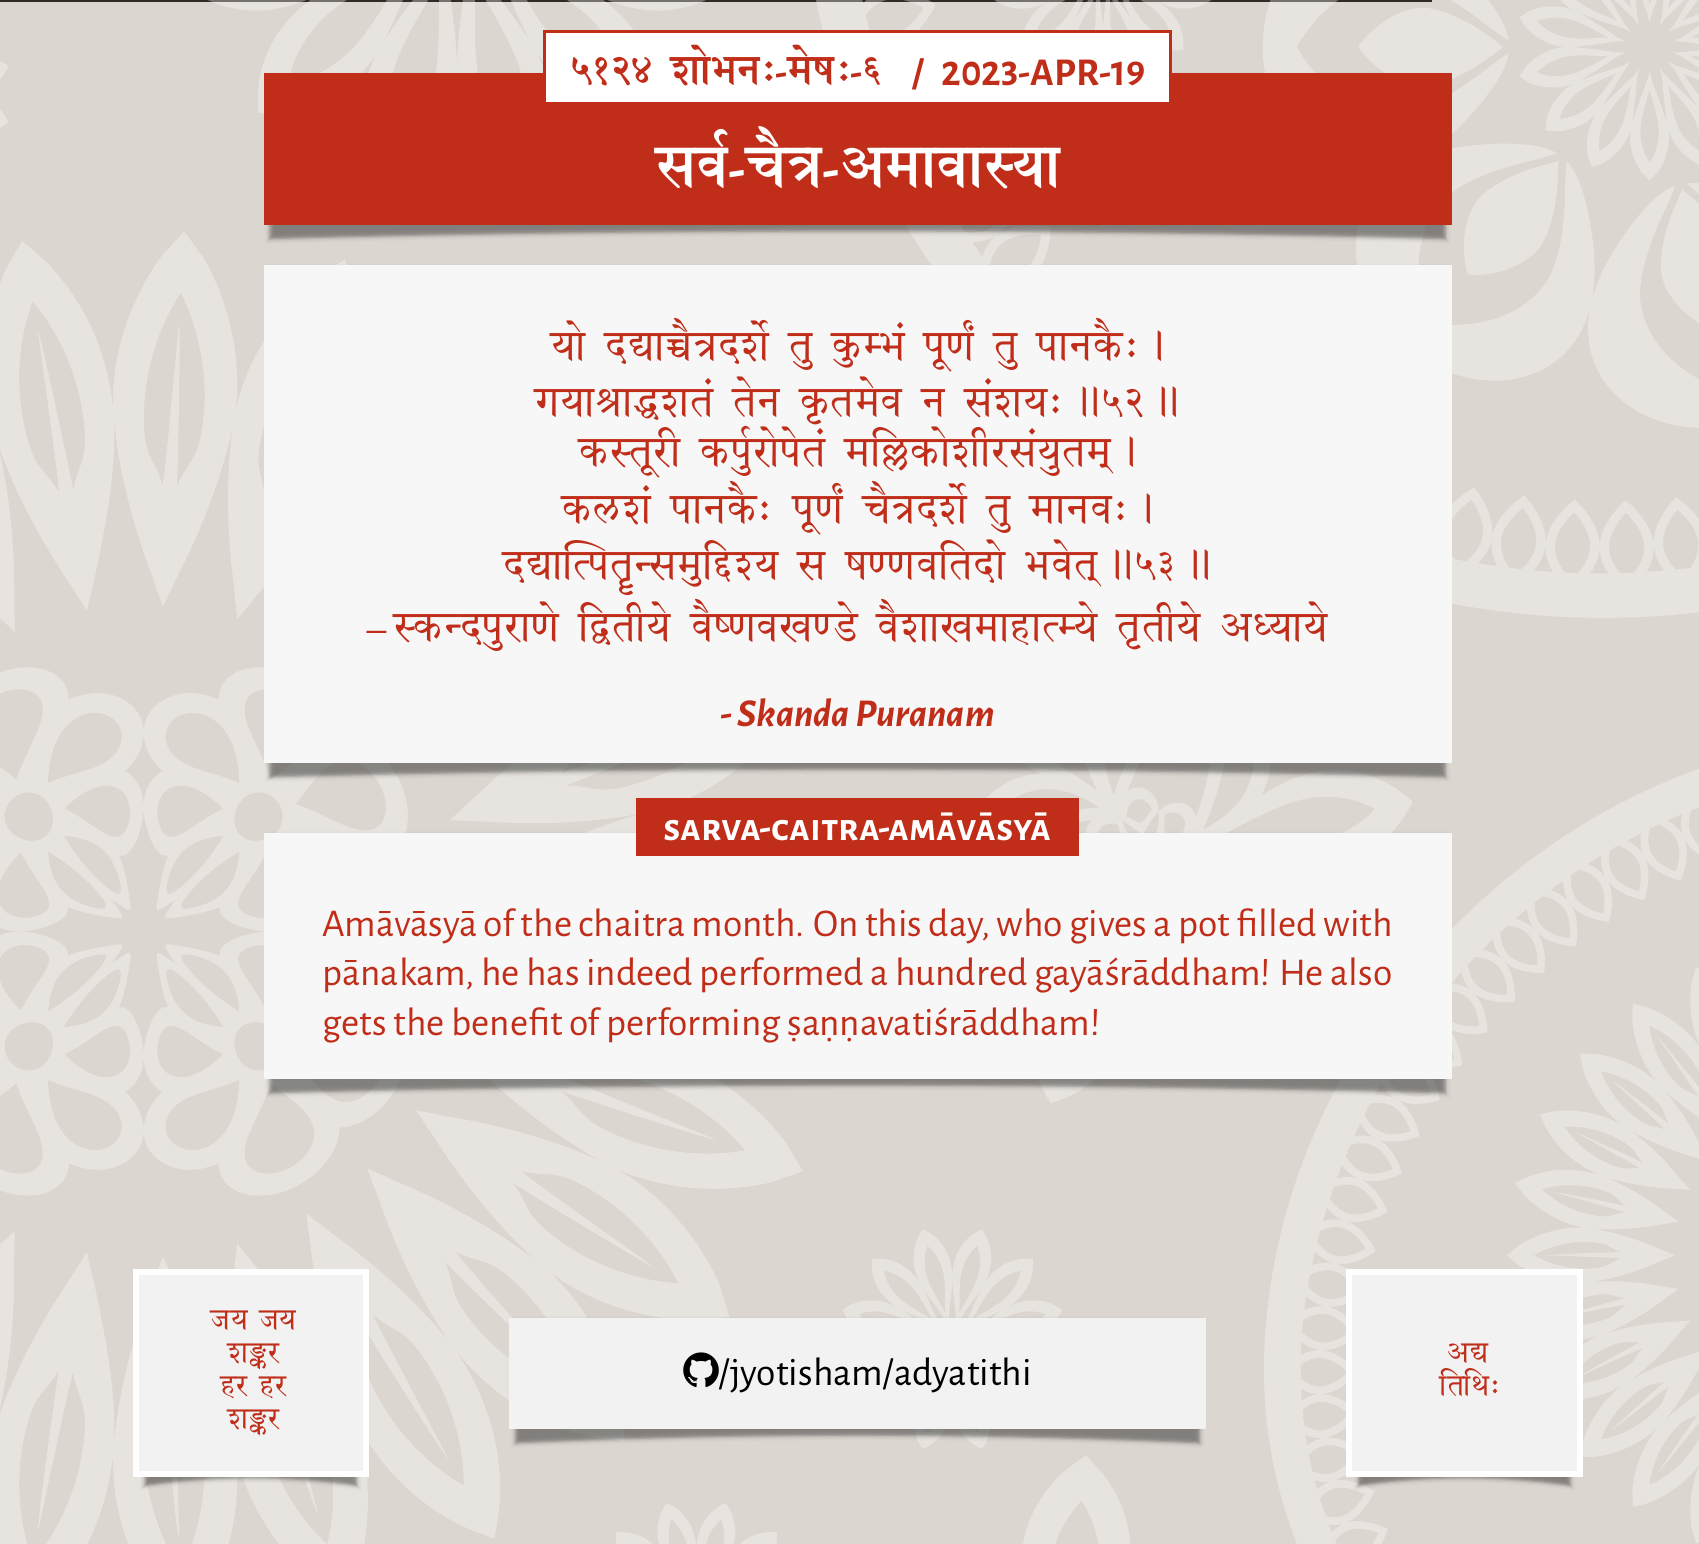 ५१२४ शोभनः-मेषः-६ / 2023-APR-19
सर्व-चैत्र-अमावास्या
यो दद्याच्चैत्रदर्शे तु कुम्भं पूर्णं तु पानकैः ।
गयाश्राद्धशतं तेन कृतमेव न संशयः ॥५२ ॥
कस्तूरी कर्पुरोपेतं मल्लिकोशीरसंयुतम् ।
कलशं पानकैः पूर्णं चैत्रदर्शे तु मानवः ।
दद्यात्पितॄन्समुद्दिश्य स षण्णवतिदो भवेत् ॥५३ ॥
–स्कन्दपुराणे द्वितीये वैष्णवखण्डे वैशाखमाहात्म्ये तृतीये अध्याये
- Skanda Puranam
SARVA-CAITRA-AMĀVĀSYĀ
Amāvāsyā of the chaitra month. On this day, who gives a pot filled with
pānakam, he has indeed performed a hundred gayāśrāddham! He also
gets the benefit of performing ṣaṇṇavatiśrāddham!
जय जय
शङ्कर
हर हर
शङ्कर
/jyotisham/adyatithi
अद्य
तिथिः